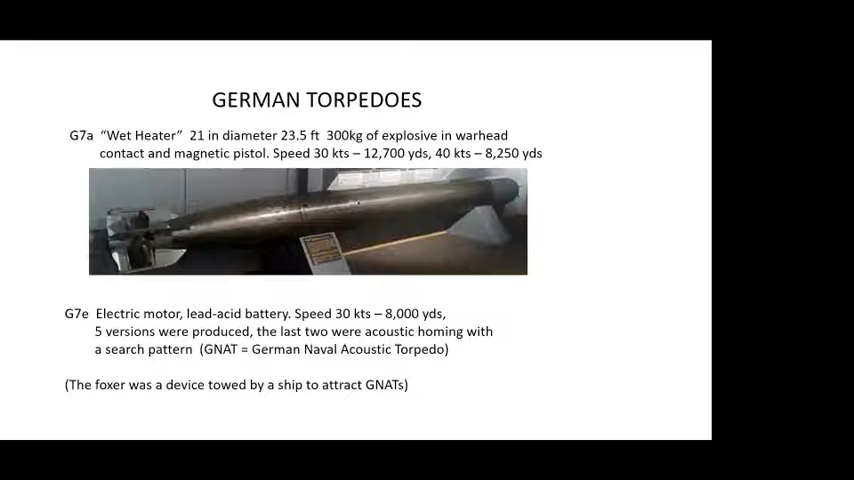 GERMAN TORPEDOES
G7a “Wet Heater” 21 in diameter 23.5 ft 300kg of explosive in warhead
contact and magnetic pistol. Speed 30 kts – 12,700 yds, 40 kts – 8,250 yds
G7e Electric motor, lead-acid battery. Speed 30 kts – 8,000 yds,
5 versions were produced, the last two were acoustic homing with
a search pattern (GNAT = German Naval Acoustic Torpedo)
(The foxer was a device towed by a ship to attract GNATs)